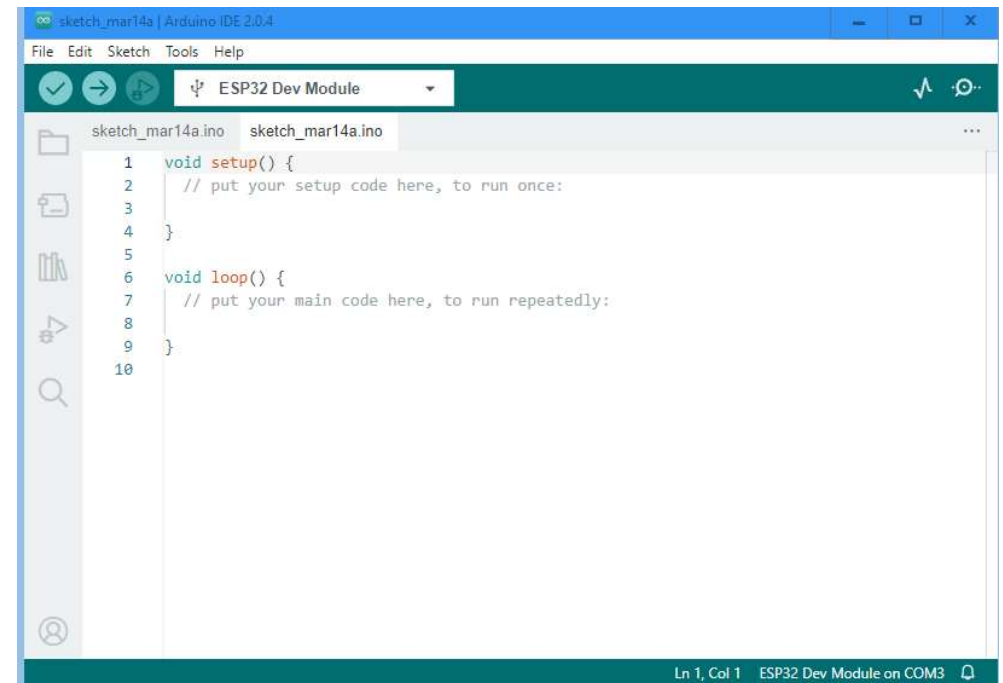 sketch_mar14a | Arduino IDE 2.0.4
File Edit Sketch Tools Help
ESP32 Dev Module
sketch_mar14a.ino sketch_mar14a.ino
1 void setup() {
2 // put your setup code here, to run once:
3
4 }
5
6 void loop() {
7 // put your main code here, to run repeatedly:
8
9 }
10
Ln 1, Col 1 ESP32 Dev Module on COM3